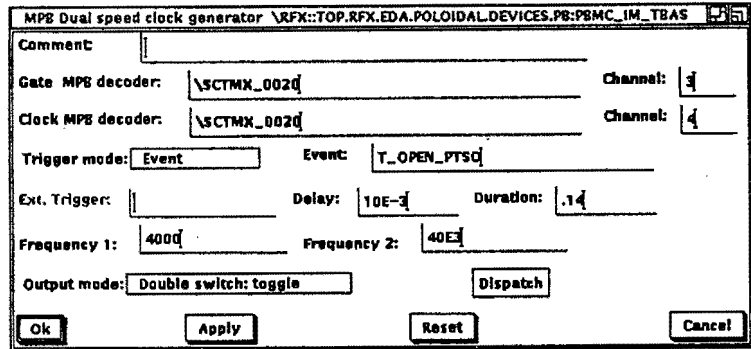 MPB Dual speed clock generator \RFX::TOP.RFX.EDA.POLOIDAL.DEVICES.PB:PBMC_1M_TBAS
Comment:
Gate MPB decoder: \SCTMX_0020 Channel: 3
Clock MPB decoder: \SCTMX_0020 Channel: 4
Trigger mode: Event Event: T_OPEN_PTSO
Ext. Trigger: Delay: 10E-3 Duration: .14
Frequency 1: 4000 Frequency 2: 40E3
Output mode: Double switch: toggle Dispatch
Ok Apply Reset Cancel